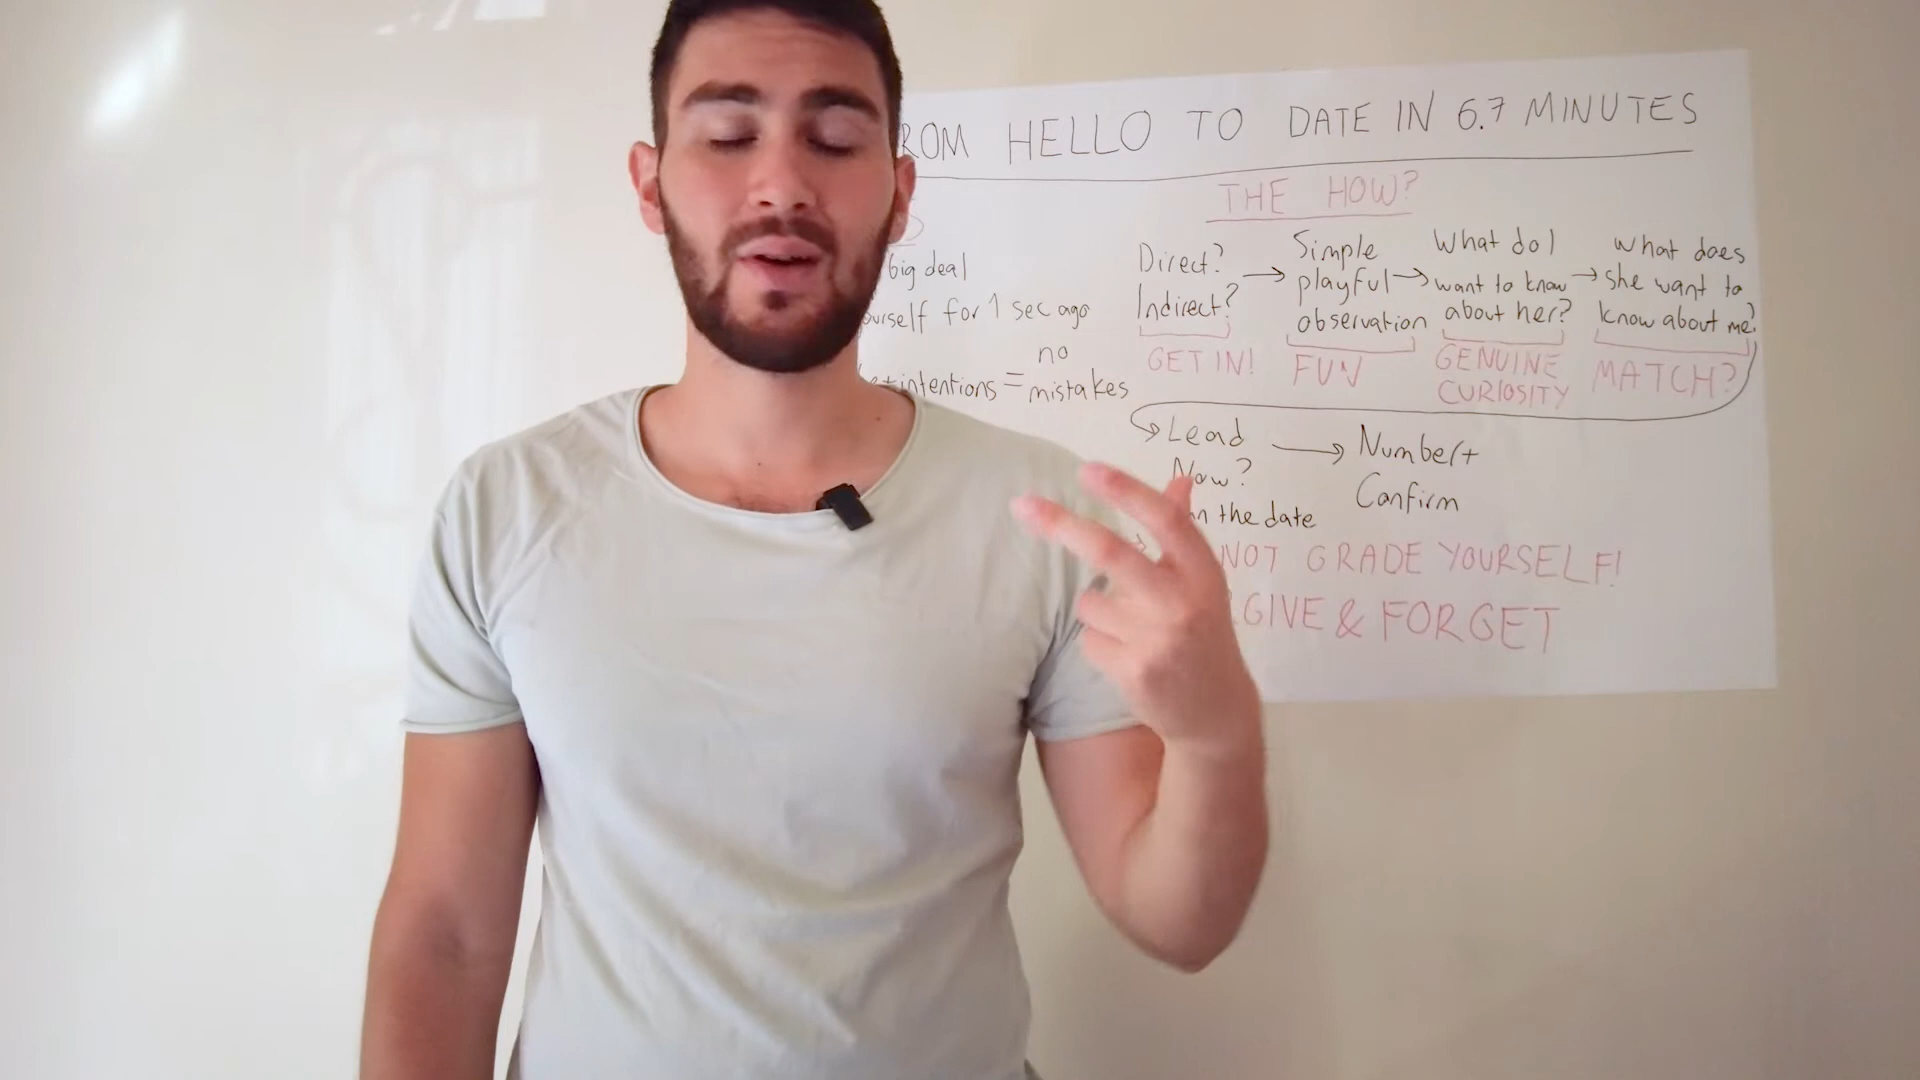 ROM HELLO TO DATE IN 6.7 MINUTES
S
big deal
ourself for 1 sec ago
+intentions = no mistakes
THE HOW?
Direct? Indirect? →
GET IN!
Simple playful observation →
FUN
What do I want to know about her? →
GENUINE CURIOSITY
What does she want to know about me?
MATCH?
Lead → Number+
Now? Confirm
on the date
NOT GRADE YOURSELF!
GIVE & FORGET